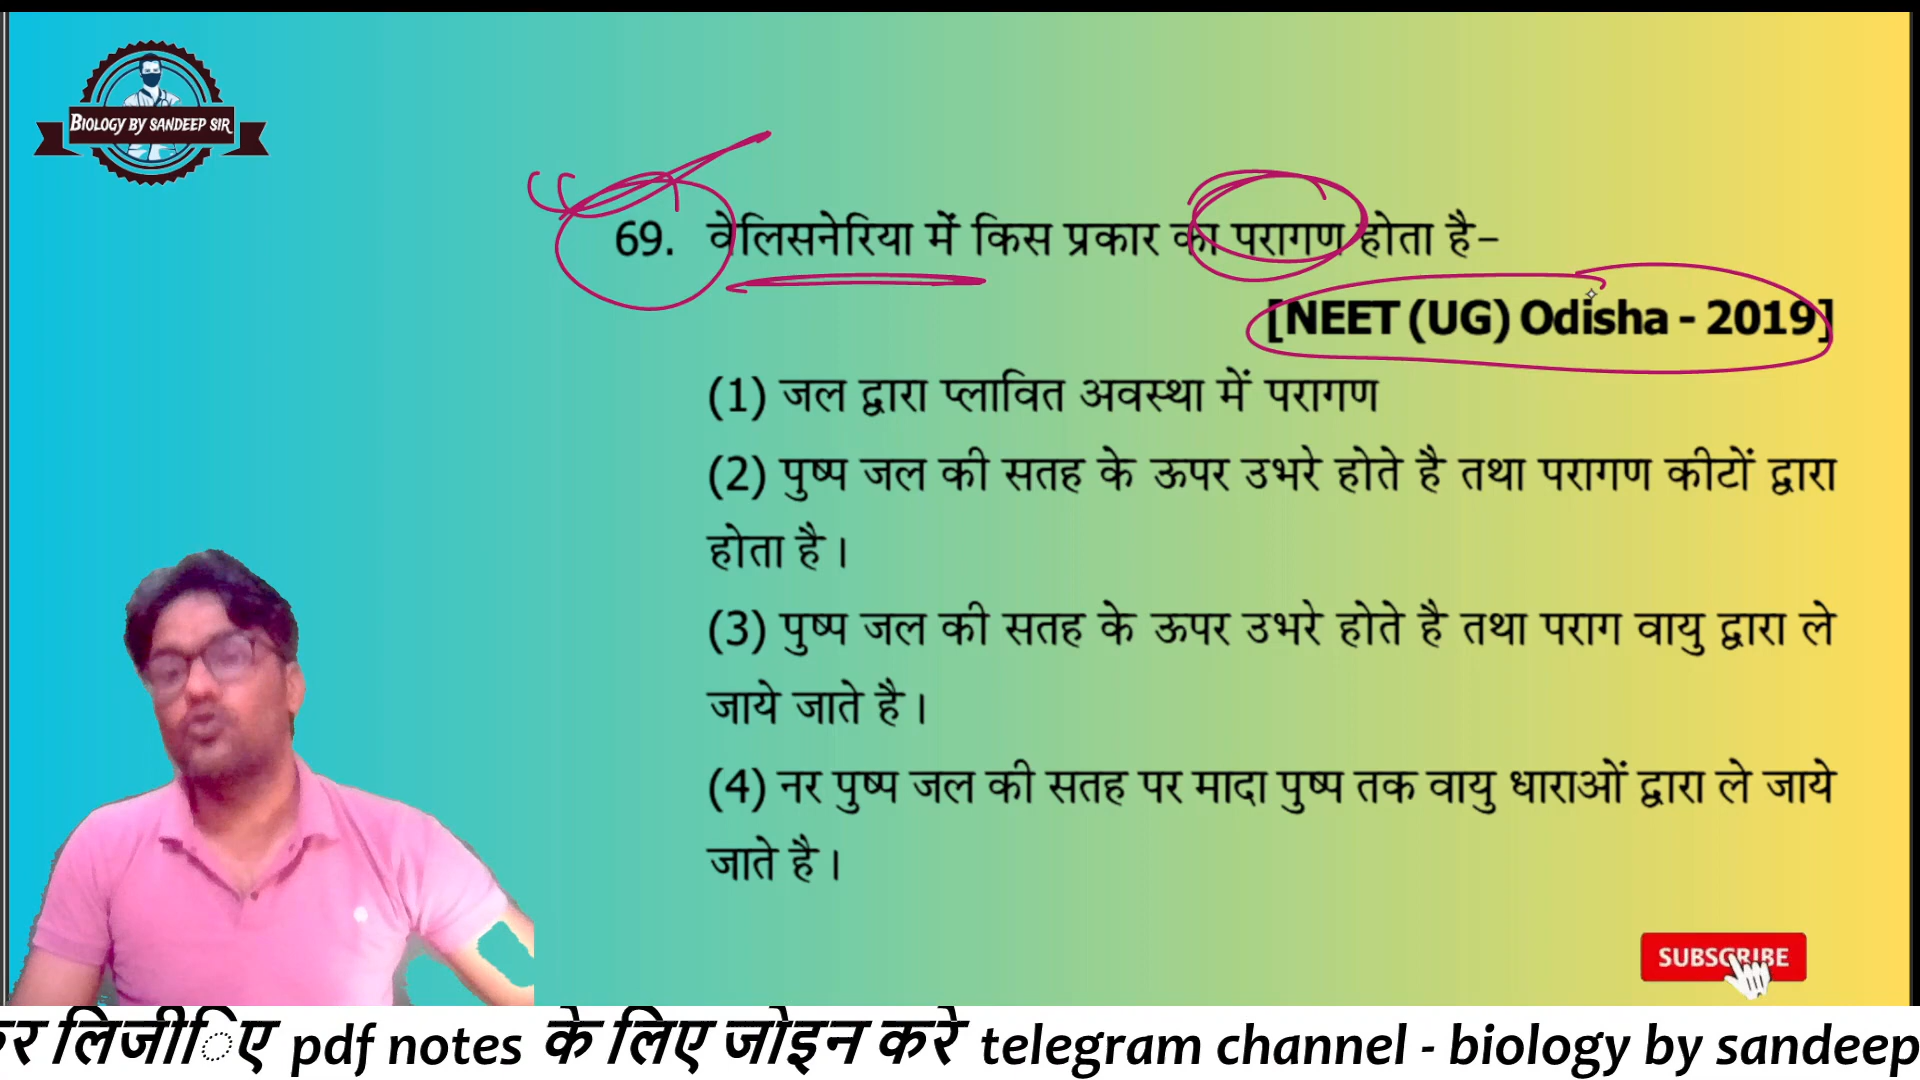 BIOLOGY BY SANDEEP SIR
69. वेलिसनेरिया में किस प्रकार का परागण होता है–
[NEET (UG) Odisha - 2019]
(1) जल द्वारा प्लावित अवस्था में परागण
(2) पुष्प जल की सतह के ऊपर उभरे होते है तथा परागण कीटों द्वारा
होता है।
(3) पुष्प जल की सतह के ऊपर उभरे होते है तथा पराग वायु द्वारा ले
जाये जाते है।
(4) नर पुष्प जल की सतह पर मादा पुष्प तक वायु धाराओं द्वारा ले जाये
जाते है।
SUBSCRIBE
कर लिजीिए pdf notes के लिए जोइन करे telegram channel - biology by sandeep